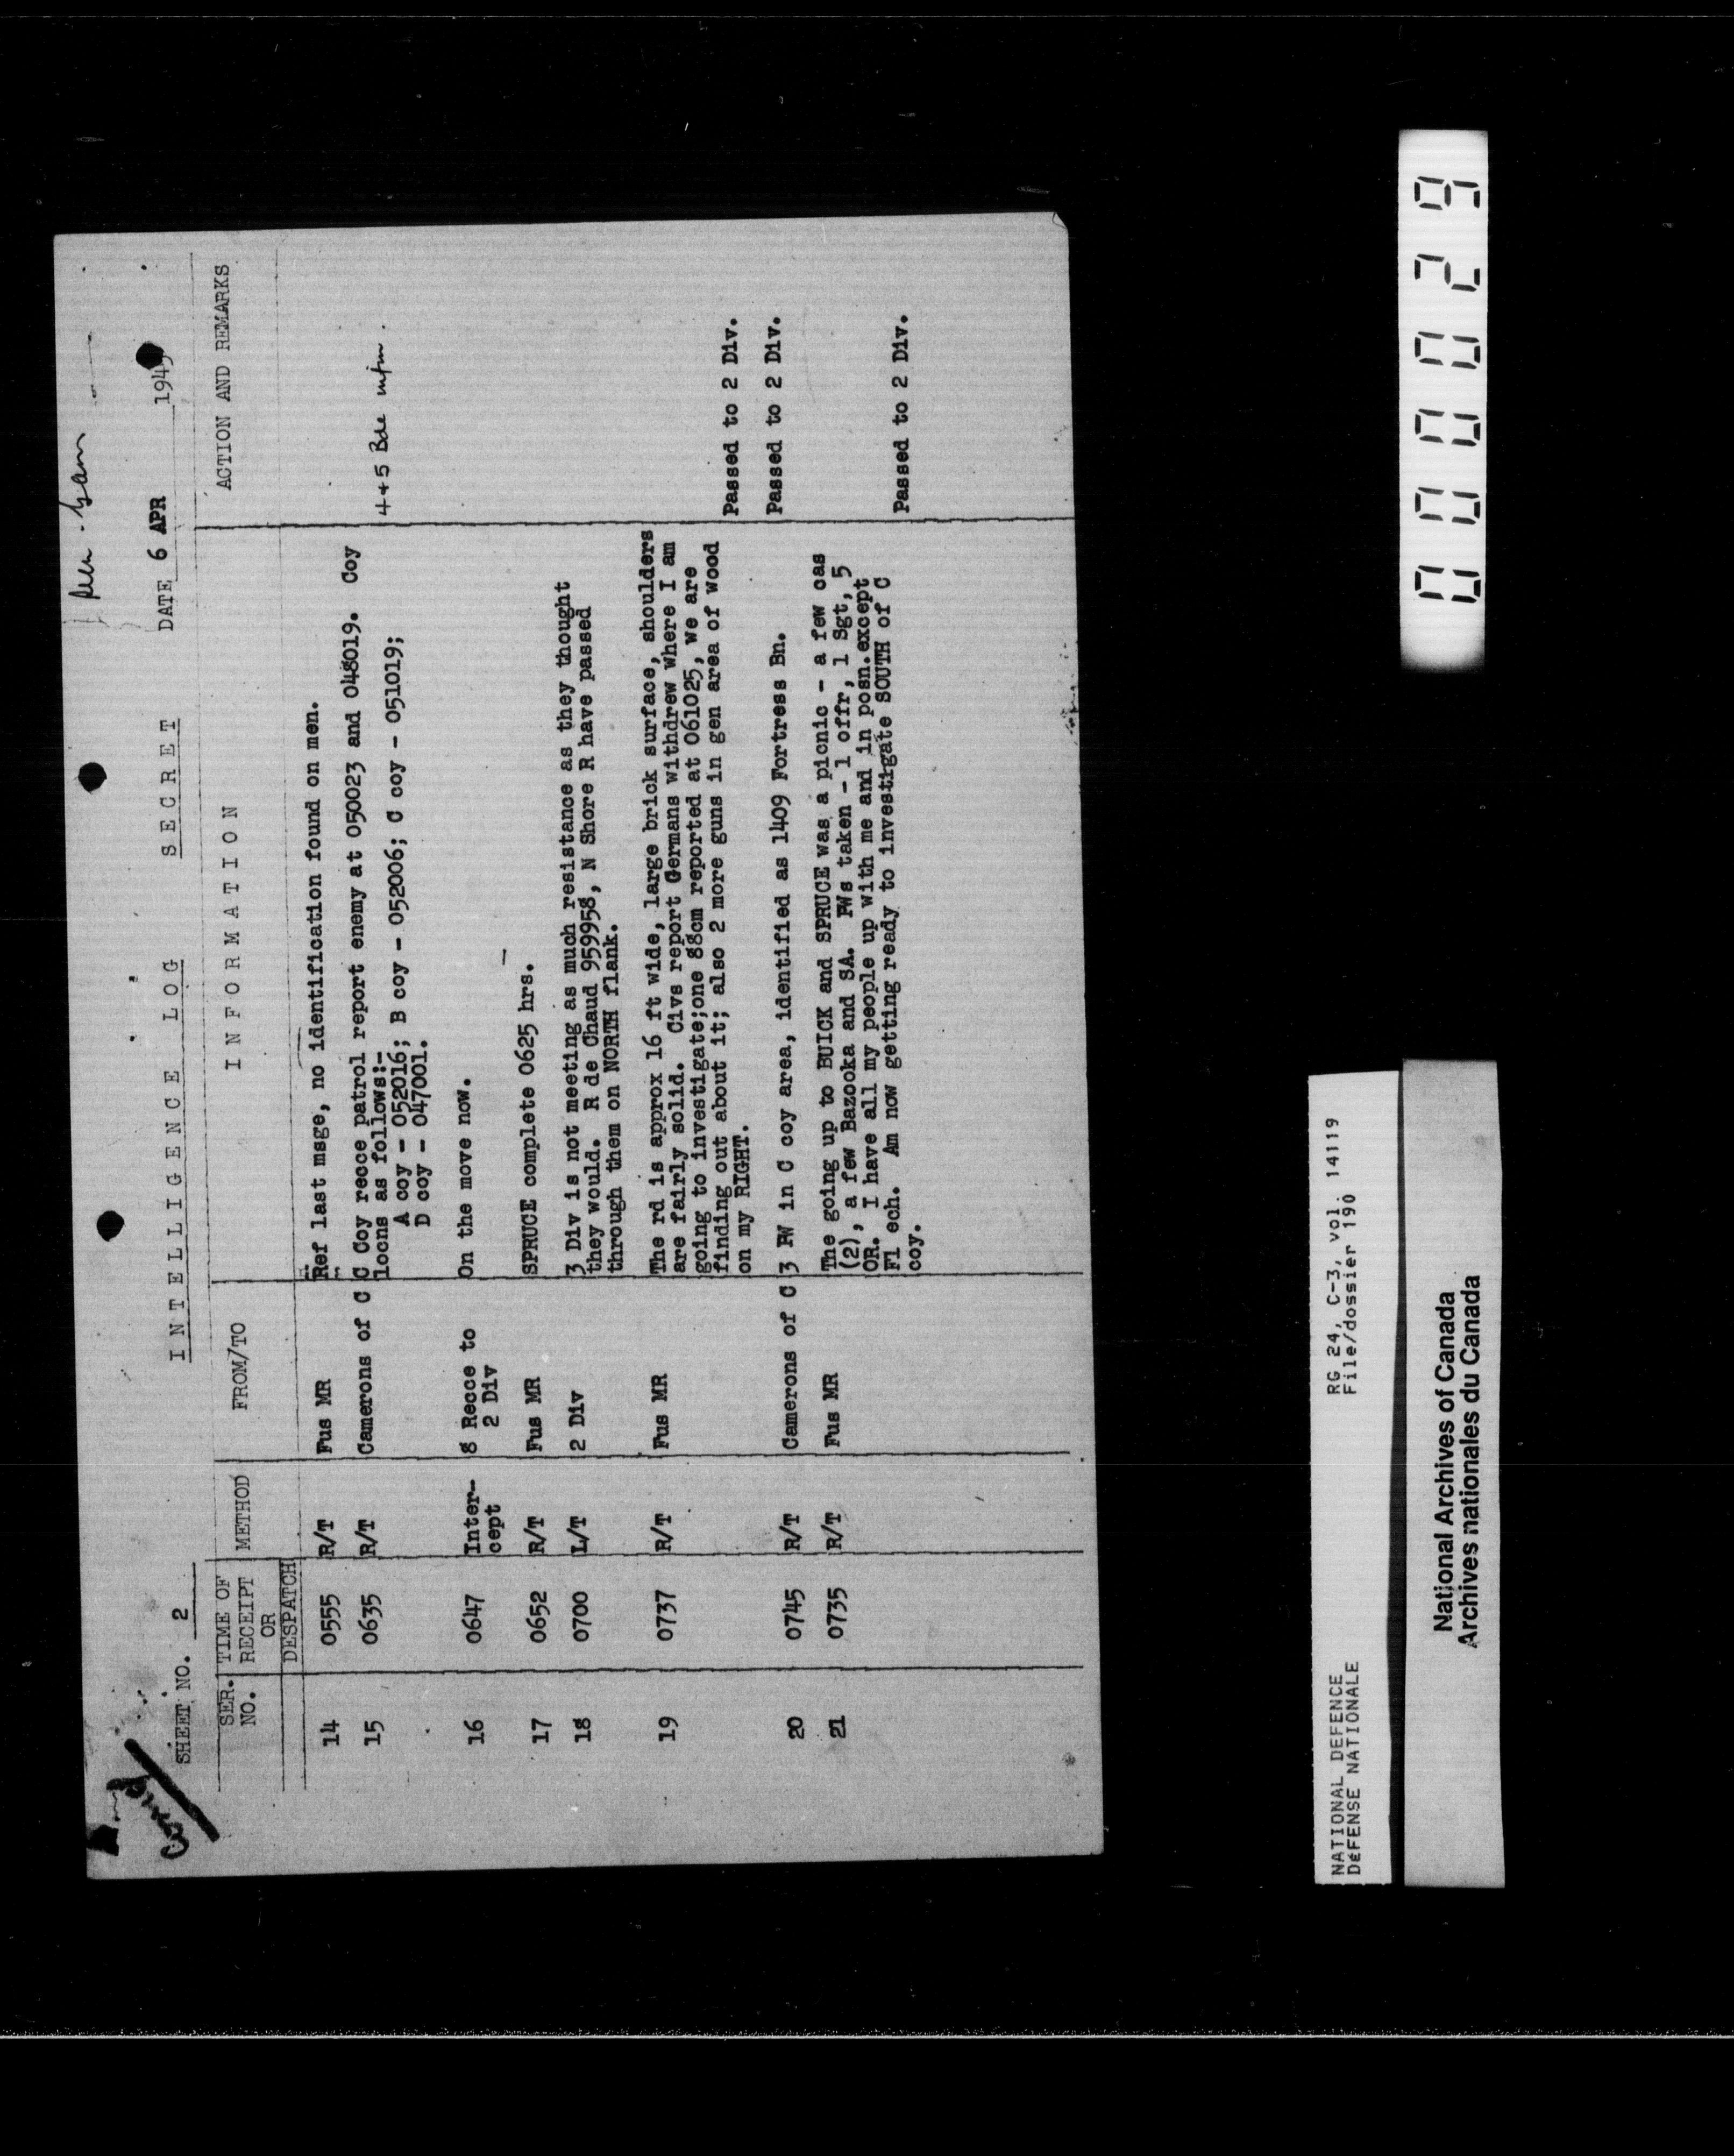 SHEET NO. 2
INTELLIGENCE LOG SECRET DATE 6 APR 1945
SER. NO. TIME OF RECEIPT OR DESPATCH METHOD FROM/TO INFORMATION ACTION AND REMARKS
14 0555 R/T Fus MR Ref last msge, no identification found on men.
15 0635 R/T Camerons of C C Coy recce patrol report enemy at 050023 and 048019. Coy
locns as follows:- 4 + 5 Bde infm.
A coy - 052016; B coy - 052006; C coy - 051019;
D coy - 047001.
16 0647 Inter- 8 Recce to On the move now.
cept 2 Div
17 0652 R/T Fus MR SPRUCE complete 0625 hrs.
18 0700 L/T 2 Div 3 Div is not meeting as much resistance as they thought
they would. R de Chaud 959958, N Shore R have passed
through them on NORTH flank.
19 0737 R/T Fus MR The rd is approx 16 ft wide, large brick surface, shoulders
are fairly solid. Civs report Germans withdrew where I am
going to investigate;one 88cm reported at 061025, we are
finding out about it; also 2 more guns in gen area of wood
on my RIGHT. Passed to 2 Div.
20 0745 R/T Camerons of C 3 PW in C coy area, identified as 1409 Fortress Bn. Passed to 2 Div.
21 0735 R/T Fus MR The going up to BUICK and SPRUCE was a picnic - a few cas
(2), a few Bazooka and SA. PWs taken - 1 offr, 1 Sgt, 5
OR. I have all my people up with me and in posn.except
Fl ech. Am now getting ready to investigate SOUTH of C
coy. Passed to 2 Div.
000029
NATIONAL DEFENCE RG 24, C-3, vol. 14119
DÉFENSE NATIONALE File/dossier 190
National Archives of Canada
Archives nationales du Canada